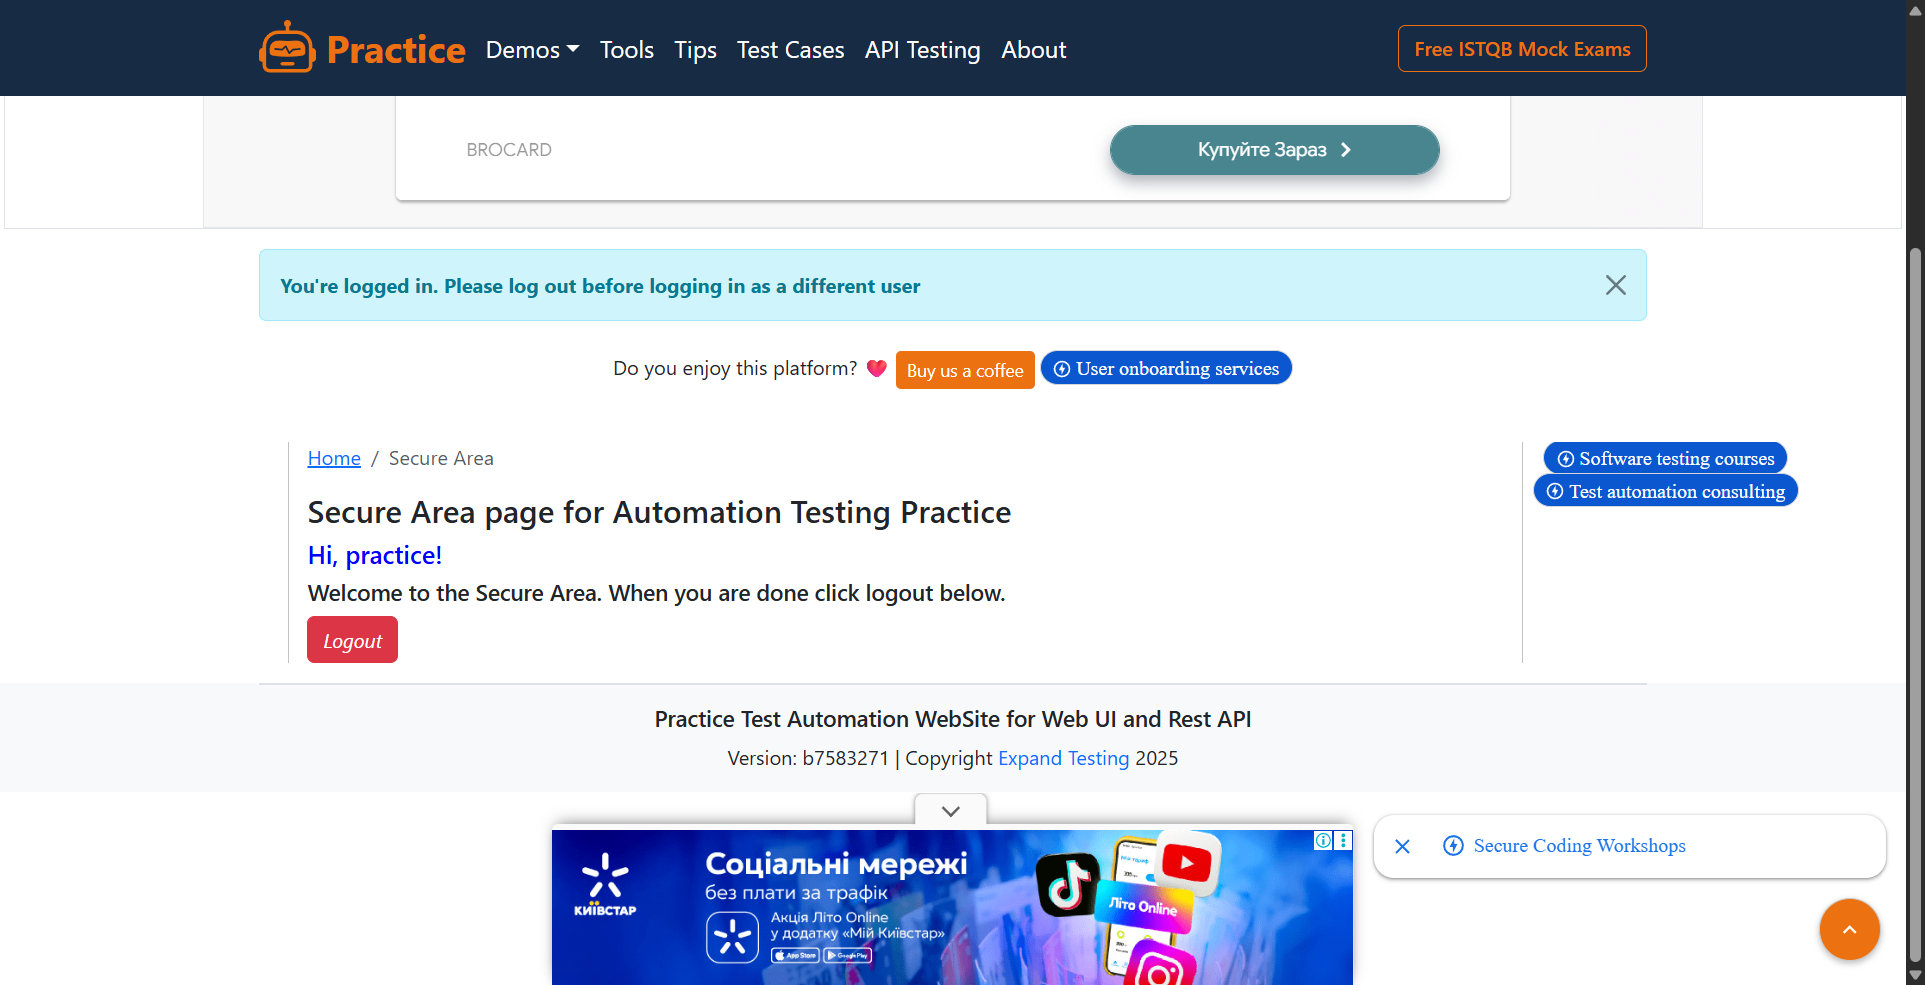 Practice
Demos Tools Tips Test Cases API Testing About
Free ISTQB Mock Exams
BROCARD
Купуйте Зараз
You're logged in. Please log out before logging in as a different user
Do you enjoy this platform? Buy us a coffee User onboarding services
Home / Secure Area
Software testing courses
Test automation consulting
Secure Area page for Automation Testing Practice
Hi, practice!
Welcome to the Secure Area. When you are done click logout below.
Logout
Practice Test Automation WebSite for Web UI and Rest API
Version: b7583271 | Copyright Expand Testing 2025
КИЇВСТАР
Соціальні мережі
без плати за трафік
Акція Літо Online
у додатку «Мій Київстар»
App Store Google Play
Літо Online
Secure Coding Workshops